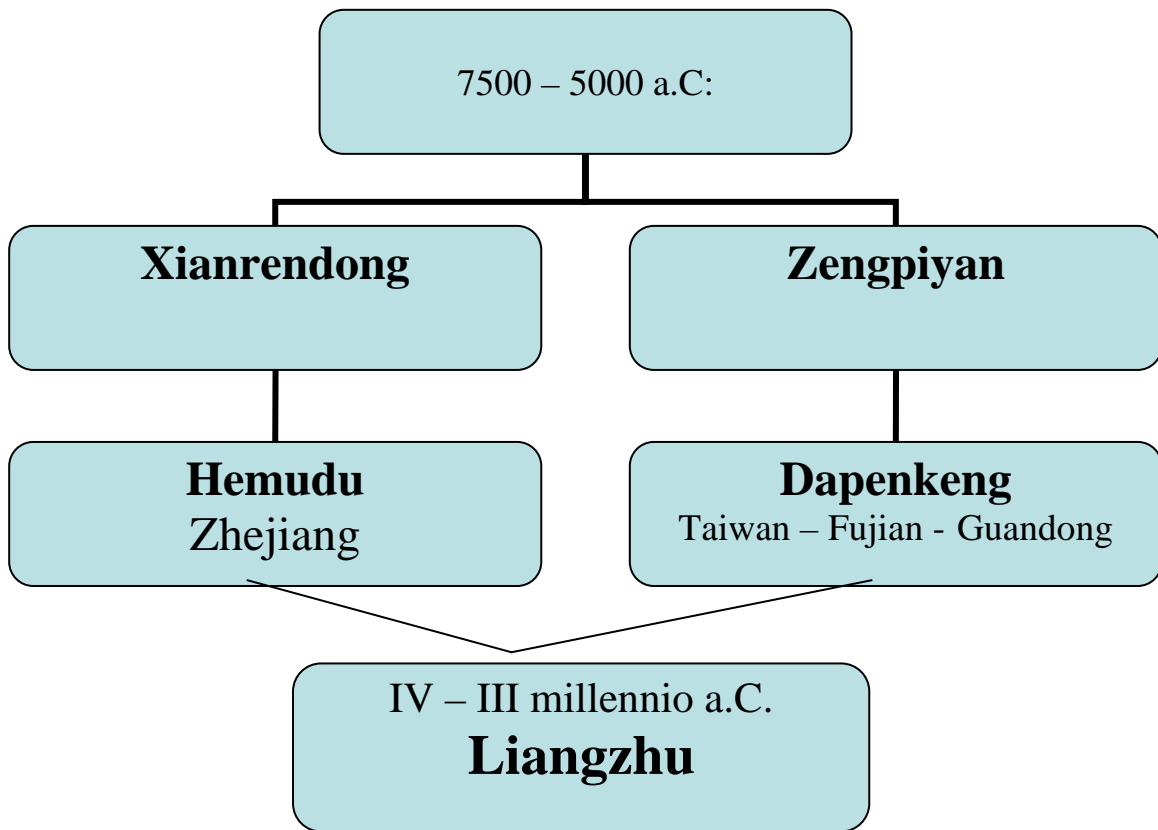 7500 – 5000 a.C:
Xianrendong
Zengpiyan
Hemudu
Zhejiang
Dapenkeng
Taiwan – Fujian - Guandong
IV – III millennio a.C.
Liangzhu